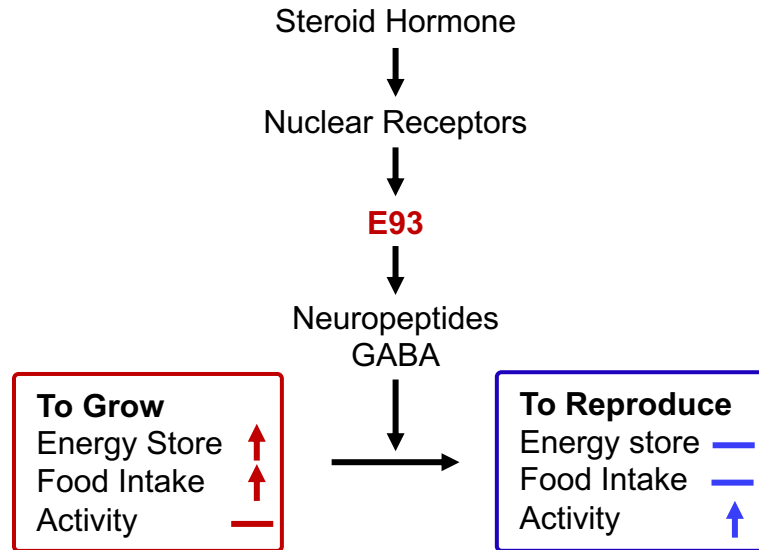 Steroid Hormone
Nuclear Receptors
E93
Neuropeptides
GABA
To Grow
Energy Store
Food Intake
Activity
To Reproduce
Energy store
Food Intake
Activity